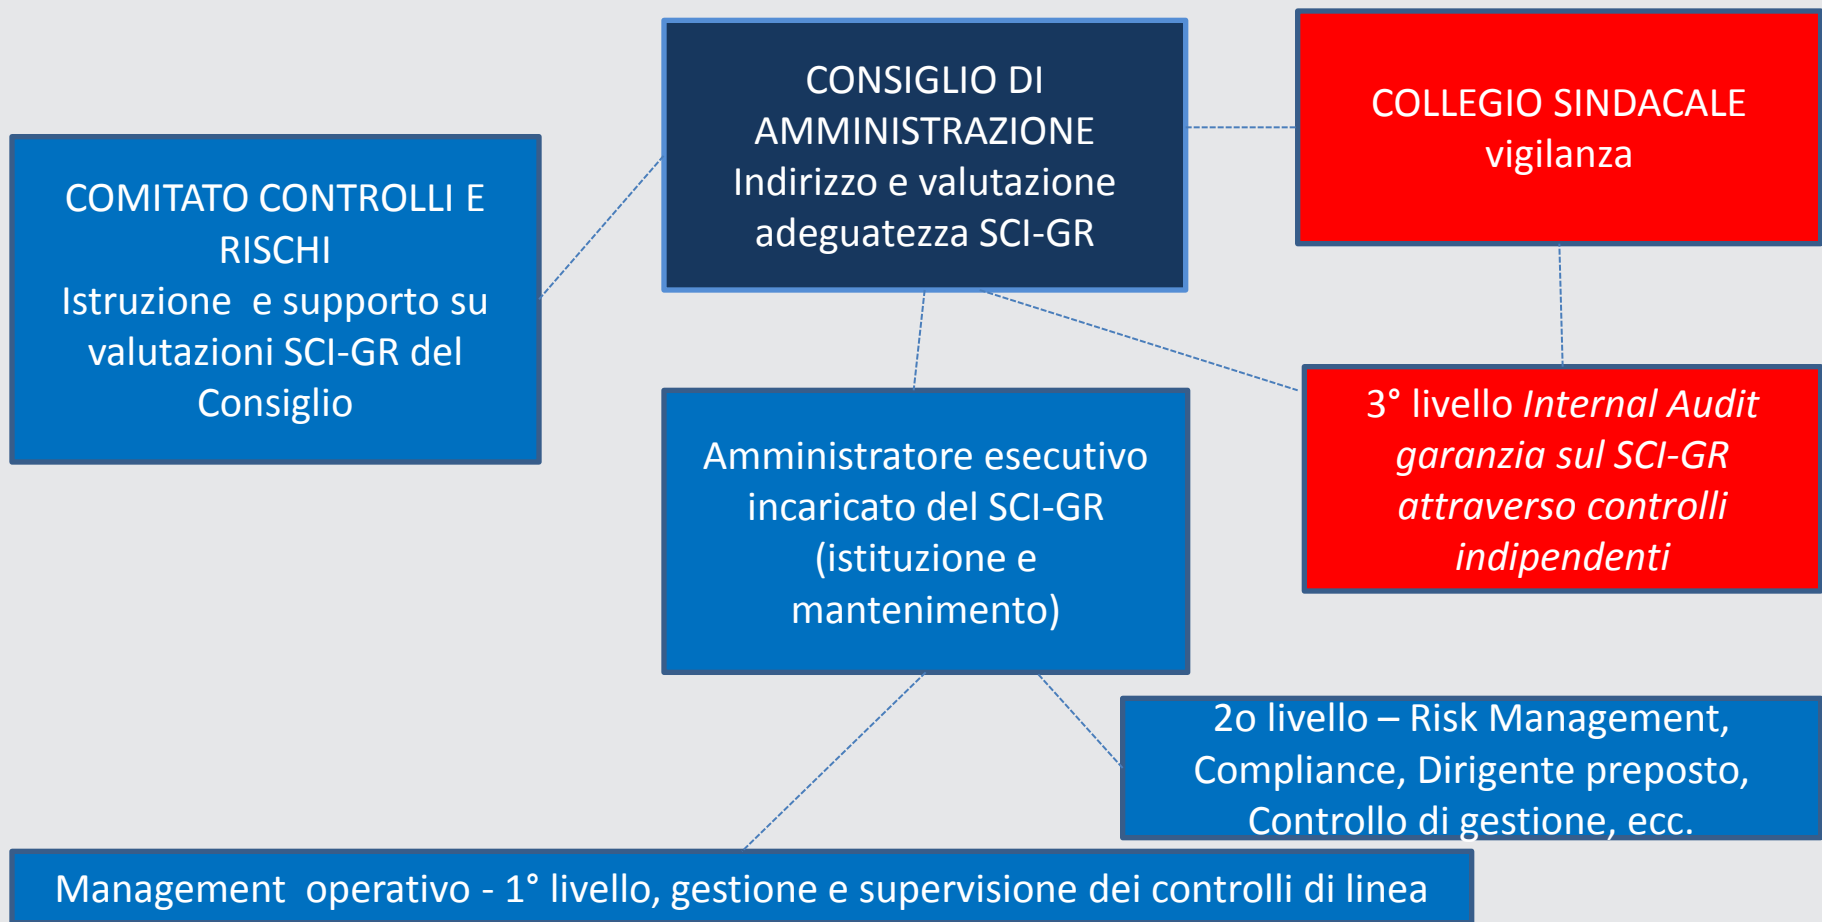 CONSIGLIO DI
AMMINISTRAZIONE
Indirizzo e valutazione
adeguatezza SCI-GR
COLLEGIO SINDACALE
vigilanza
COMITATO CONTROLLI E
RISCHI
Istruzione e supporto su
valutazioni SCI-GR del
Consiglio
3° livello Internal Audit
garanzia sul SCI-GR
attraverso controlli
indipendenti
Amministratore esecutivo
incaricato del SCI-GR
(istituzione e
mantenimento)
2o livello – Risk Management,
Compliance, Dirigente preposto,
Controllo di gestione, ecc.
Management operativo - 1° livello, gestione e supervisione dei controlli di linea